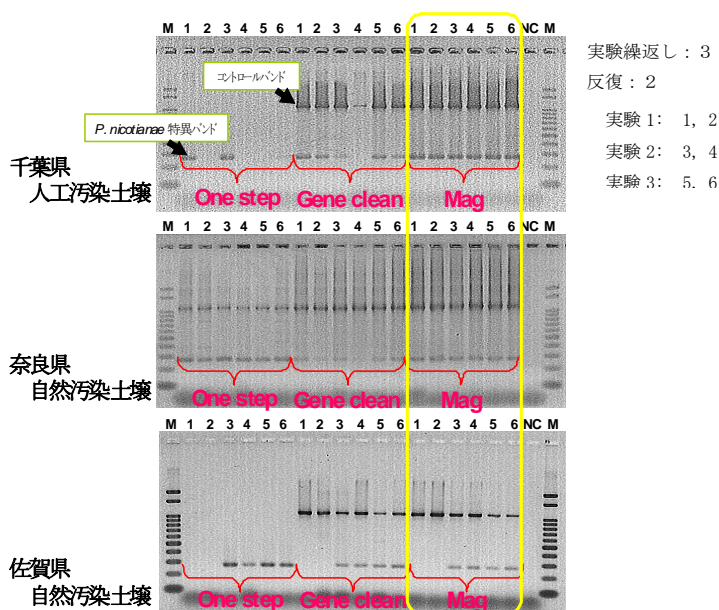 M 1 2 3 4 5 6 1 2 3 4 5 6 1 2 3 4 5 6 NC M
コントロールバンド
P. nicotianae 特異バンド
千葉県
人工汚染土壌
One step Gene clean Mag
実験繰返し：3
反復：2
実験1： 1, 2
実験2： 3, 4
実験3： 5, 6
M 1 2 3 4 5 6 1 2 3 4 5 6 1 2 3 4 5 6 NC M
奈良県
自然汚染土壌
One step Gene clean Mag
M 1 2 3 4 5 6 1 2 3 4 5 6 1 2 3 4 5 6 NC M
佐賀県
自然汚染土壌
One step Gene clean Mag